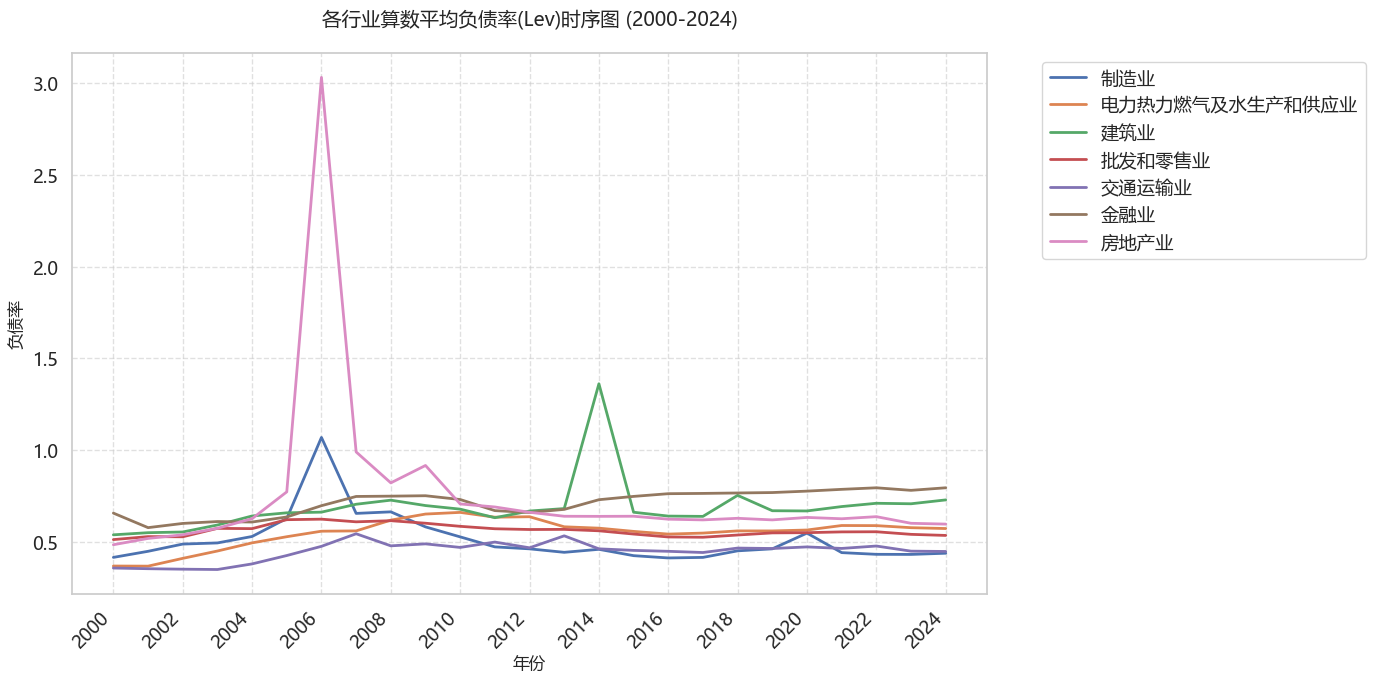 各行业算数平均负债率(Lev)时序图 (2000-2024)
3.0
2.5
2.0
1.5
1.0
0.5
负债率
2000
2002
2004
2006
2008
2010
2012
2014
2016
2018
2020
2022
2024
年份
制造业
电力热力燃气及水生产和供应业
建筑业
批发和零售业
交通运输业
金融业
房地产业